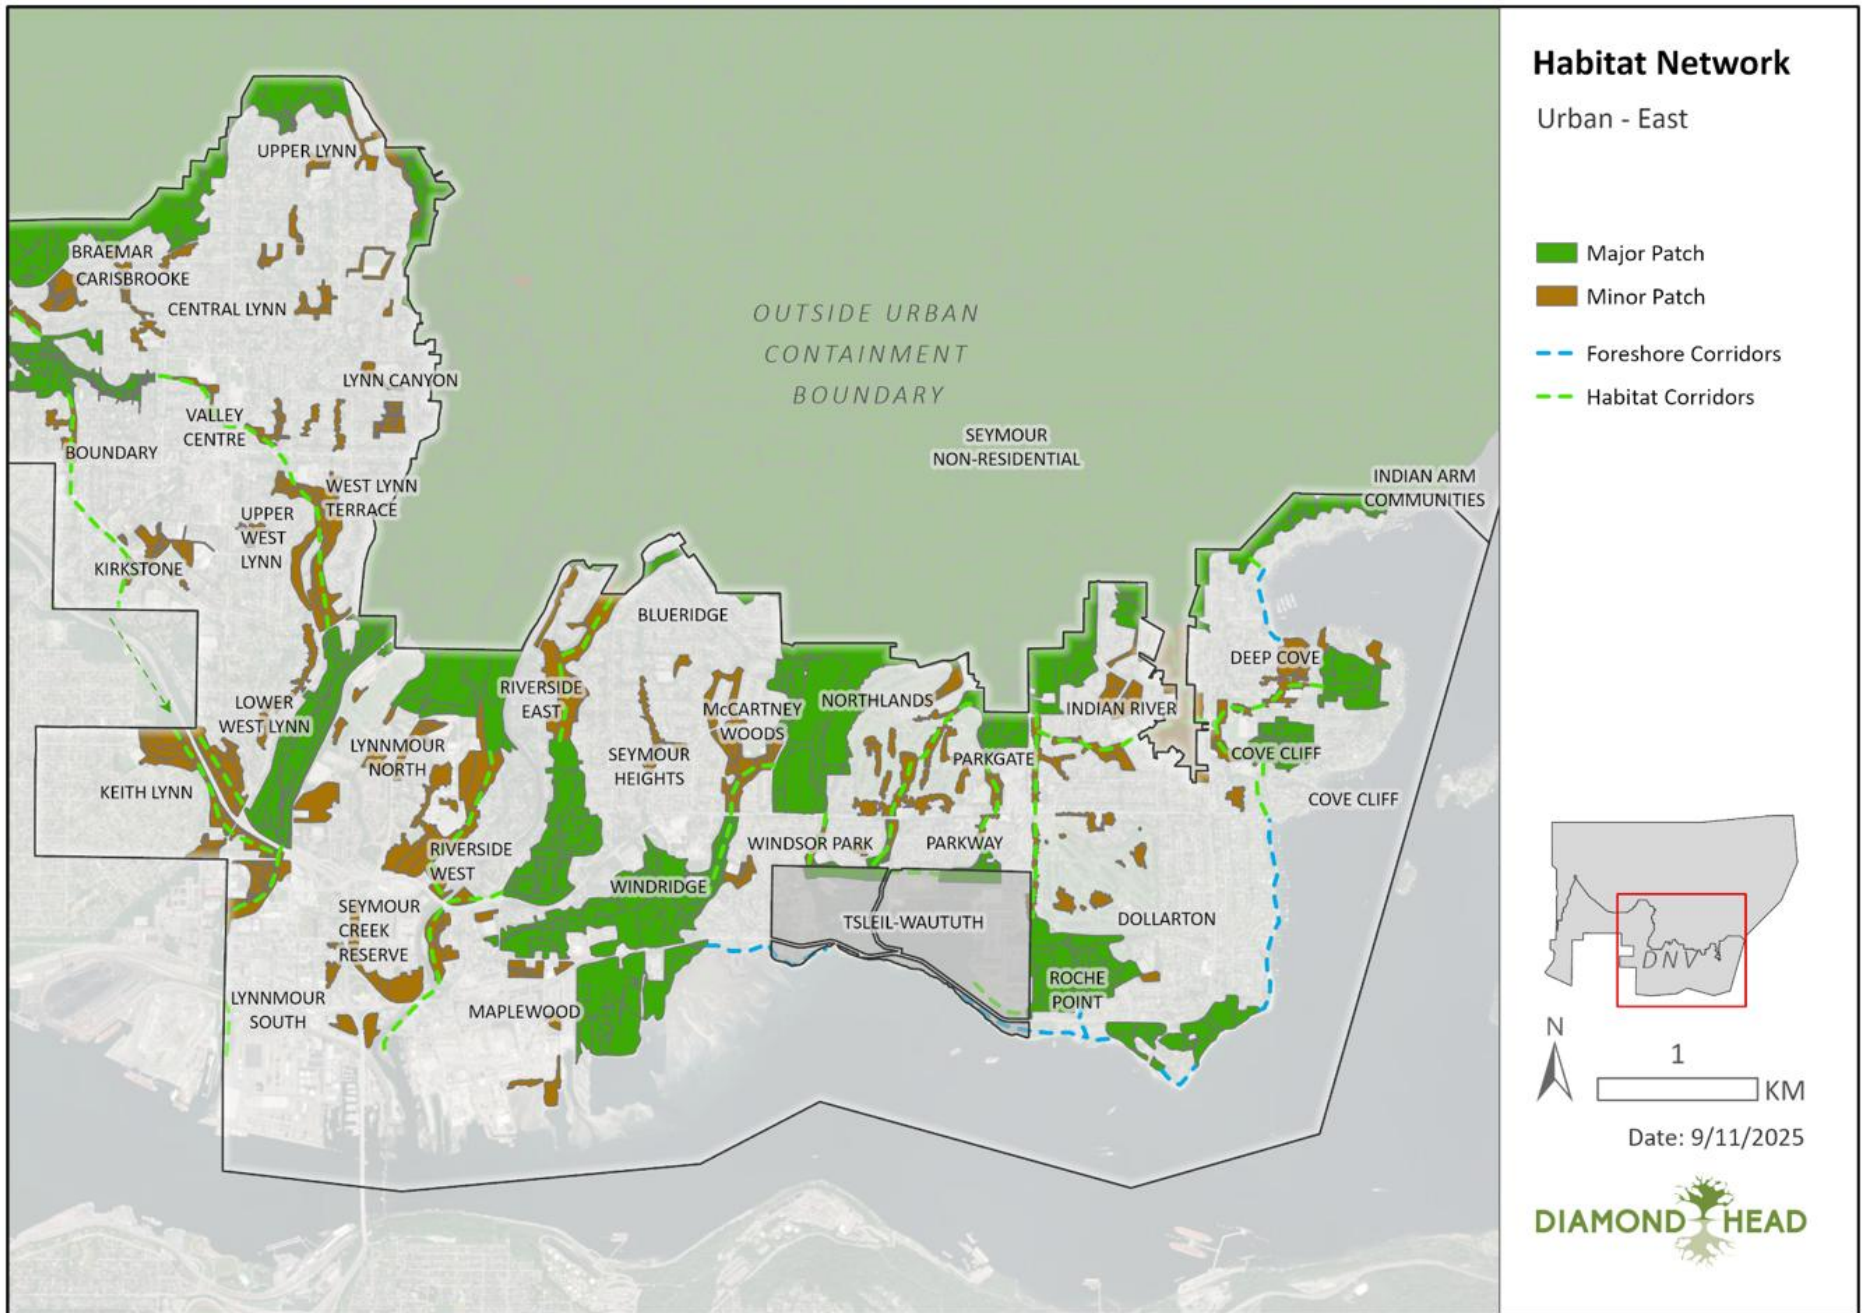 Habitat Network
Urban - East
Major Patch
Minor Patch
Foreshore Corridors
Habitat Corridors
UPPER LYNN
BRAEMAR
CARISBROOKE
CENTRAL LYNN
LYNN CANYON
VALLEY
CENTRE
BOUNDARY
WEST LYNN
TERRACE
UPPER
WEST
LYNN
KIRKSTONE
OUTSIDE URBAN
CONTAINMENT
BOUNDARY
SEYMOUR
NON-RESIDENTIAL
INDIAN ARM
COMMUNITIES
BLUERIDGE
DEEP COVE
RIVERSIDE
EAST
LOWER
WEST LYNN
McCARTNEY
WOODS
NORTHLANDS
INDIAN RIVER
LYNNMOUR
NORTH
SEYMOUR
HEIGHTS
PARKGATE
COVE CLIFF
KEITH LYNN
COVE CLIFF
RIVERSIDE
WEST
WINDSOR PARK
PARKWAY
WINDRIDGE
SEYMOUR
CREEK
RESERVE
TSLEIL-WAUTUTH
DOLLARTON
ROCHE
POINT
LYNNMOUR
SOUTH
MAPLEWOOD
DNV
N
1
KM
Date: 9/11/2025
DIAMOND HEAD